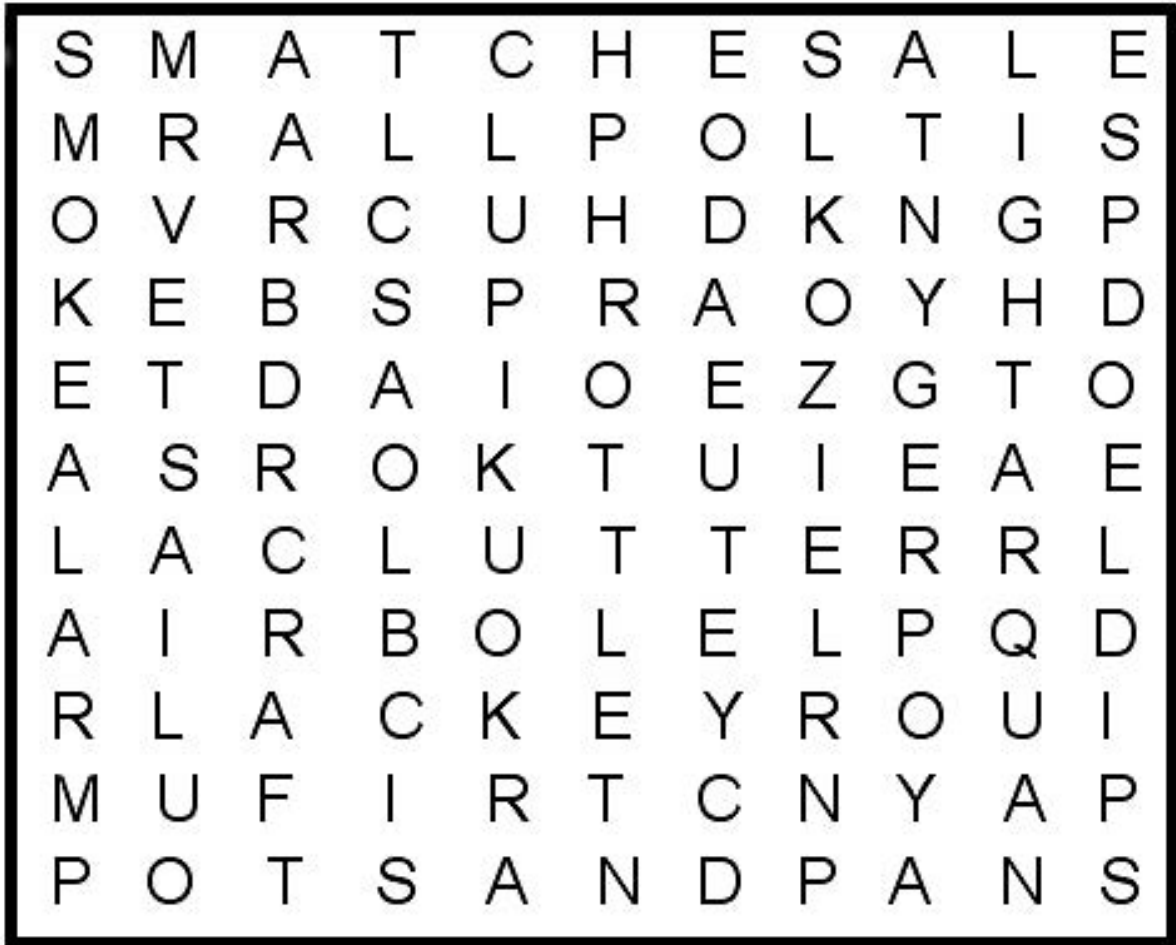 S M A T C H E S A L E
M R A L L P O L T I S
O V R C U H D K N G P
K E B S P R A O Y H D
E T D A I O E Z G T O
A S R O K T U I E A E
L A C L U T T E R R L
A I R B O L E L P Q D
R L A C K E Y R O U I
M U F I R T C N Y A P
P O T S A N D P A N S